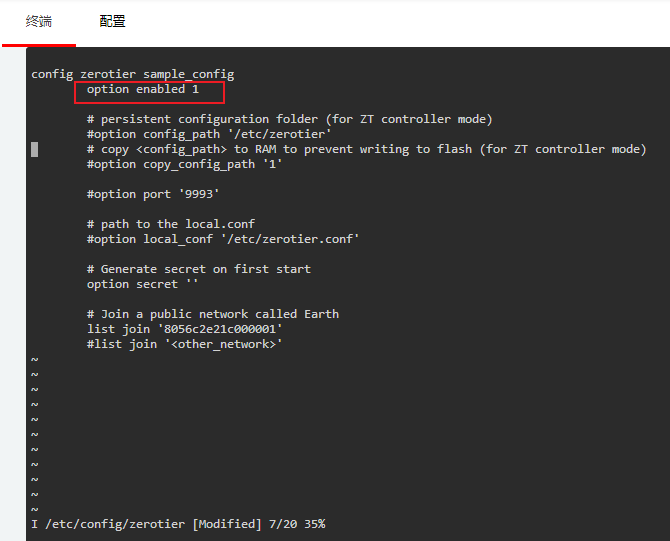 终端 配置
config zerotier sample_config
option enabled 1
# persistent configuration folder (for ZT controller mode)
#option config_path '/etc/zerotier'
# copy <config_path> to RAM to prevent writing to flash (for ZT controller mode)
#option copy_config_path '1'
#option port '9993'
# path to the local.conf
#option local_conf '/etc/zerotier.conf'
# Generate secret on first start
option secret ''
# Join a public network called Earth
list join '8056c2e21c000001'
#list join '<other_network>'
~
~
~
~
~
~
~
~
~
~
~
I /etc/config/zerotier [Modified] 7/20 35%